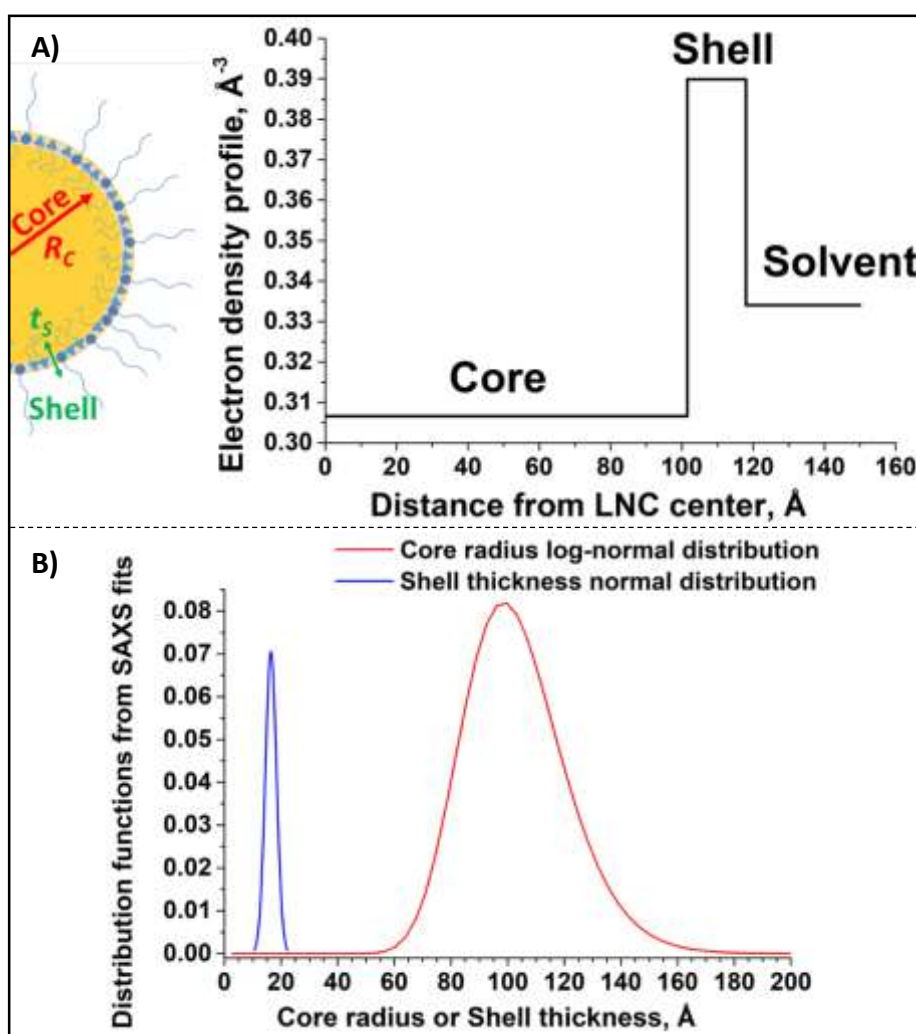 A)
Core
R_C
t_s
Shell
Electron density profile, Å⁻³
0.40
0.39
0.38
0.37
0.36
0.35
0.34
0.33
0.32
0.31
0.30
Shell
Solvent
Core
0 20 40 60 80 100 120 140 160
Distance from LNC center, Å
B)
Core radius log-normal distribution
Shell thickness normal distribution
Distribution functions from SAXS fits
0.08
0.07
0.06
0.05
0.04
0.03
0.02
0.01
0.00
0 20 40 60 80 100 120 140 160 180 200
Core radius or Shell thickness, Å